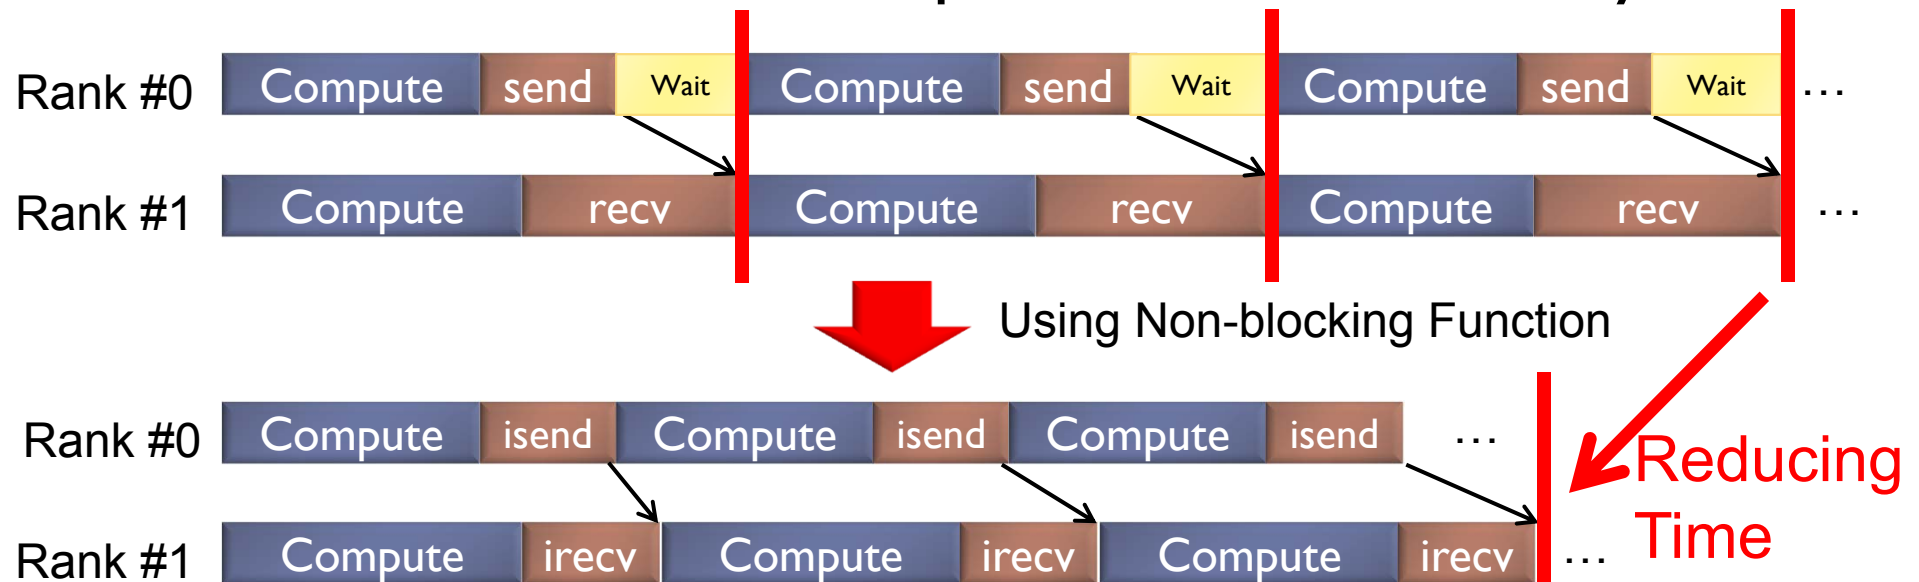 Rank #0 Compute send Wait Compute send Wait Compute send Wait ...
Rank #1 Compute recv Compute recv Compute recv ...
Using Non-blocking Function
Rank #0 Compute isend Compute isend Compute isend ...
Reducing
Time
Rank #1 Compute irecv Compute irecv Compute irecv ...